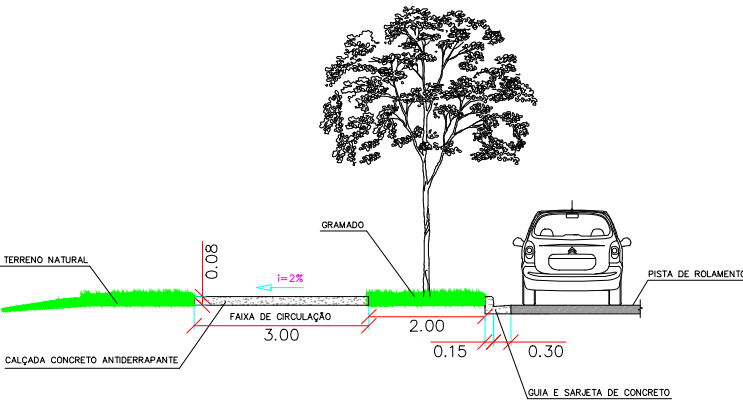 GRAMADO
TERRENO NATURAL
0.08
i=2%
PISTA DE ROLAMENTO
FAIXA DE CIRCULAÇÃO
3.00
2.00
0.15
0.30
CALÇADA CONCRETO ANTIDERRAPANTE
GUIA E SARJETA DE CONCRETO